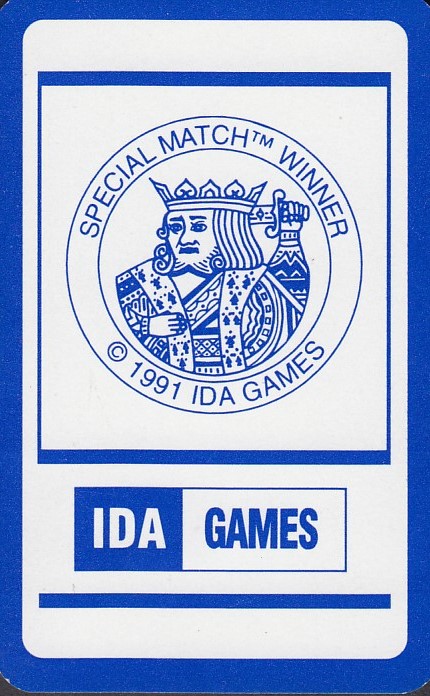 SPECIAL MATCH™ WINNER
© 1991 IDA GAMES
IDA GAMES